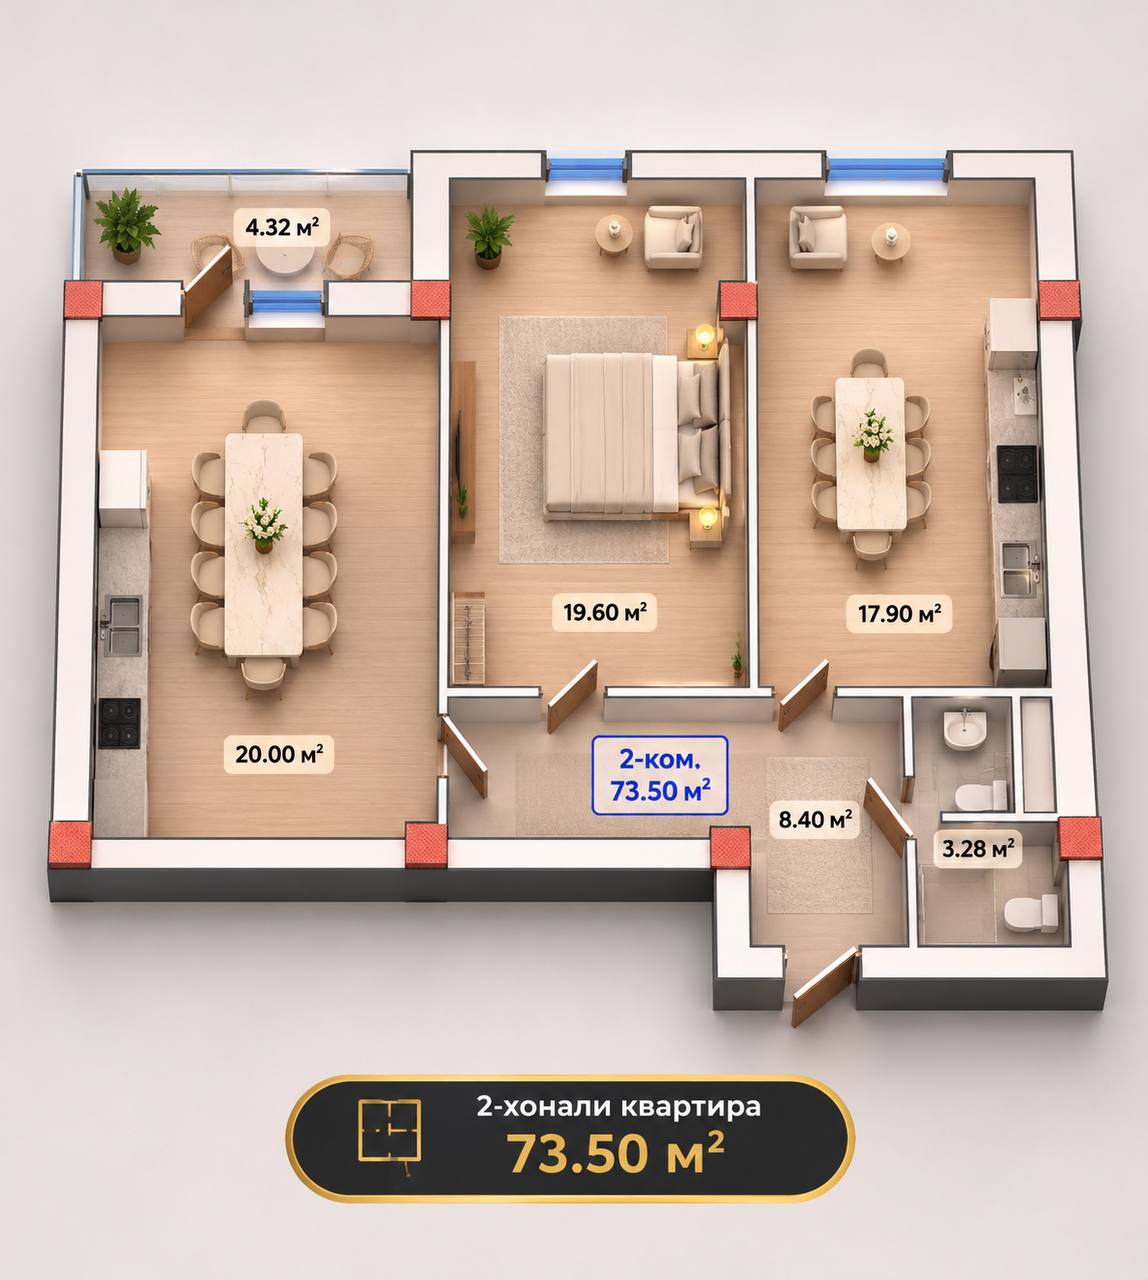 4.32 м²
19.60 м²
17.90 м²
20.00 м²
2-ком.
73.50 м²
8.40 м²
3.28 м²
2-хонали квартира
73.50 м²